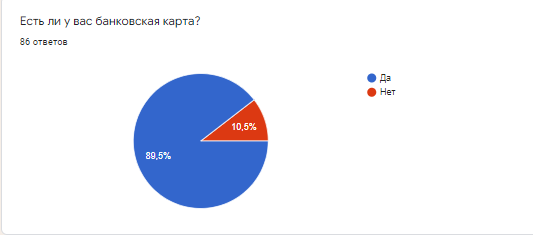 Есть ли у вас банковская карта?
86 ответов
Да
Нет
10,5%
89,5%